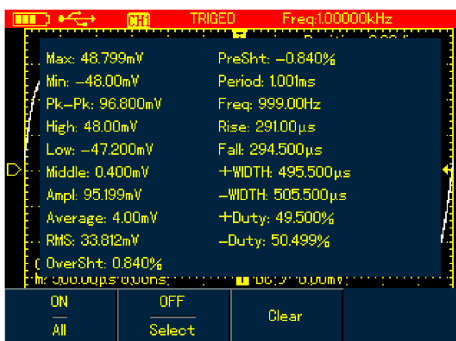 CH1 TRIGED Freq:1.00000kHz
Max: 48.799mV PreSht: -0.840%
Min: -48.00mV Period: 1.001ms
Pk-Pk: 96.800mV Freq: 999.00Hz
High: 48.00mV Rise: 291.00μs
Low: -47.200mV Fall: 294.500μs
Middle: 0.400mV +WIDTH: 495.500μs
Ampl: 95.199mV -WIDTH: 505.500μs
Average: 4.00mV +Duty: 49.500%
RMS: 33.812mV -Duty: 50.499%
OverSht: 0.840%
ON OFF Clear
All Select